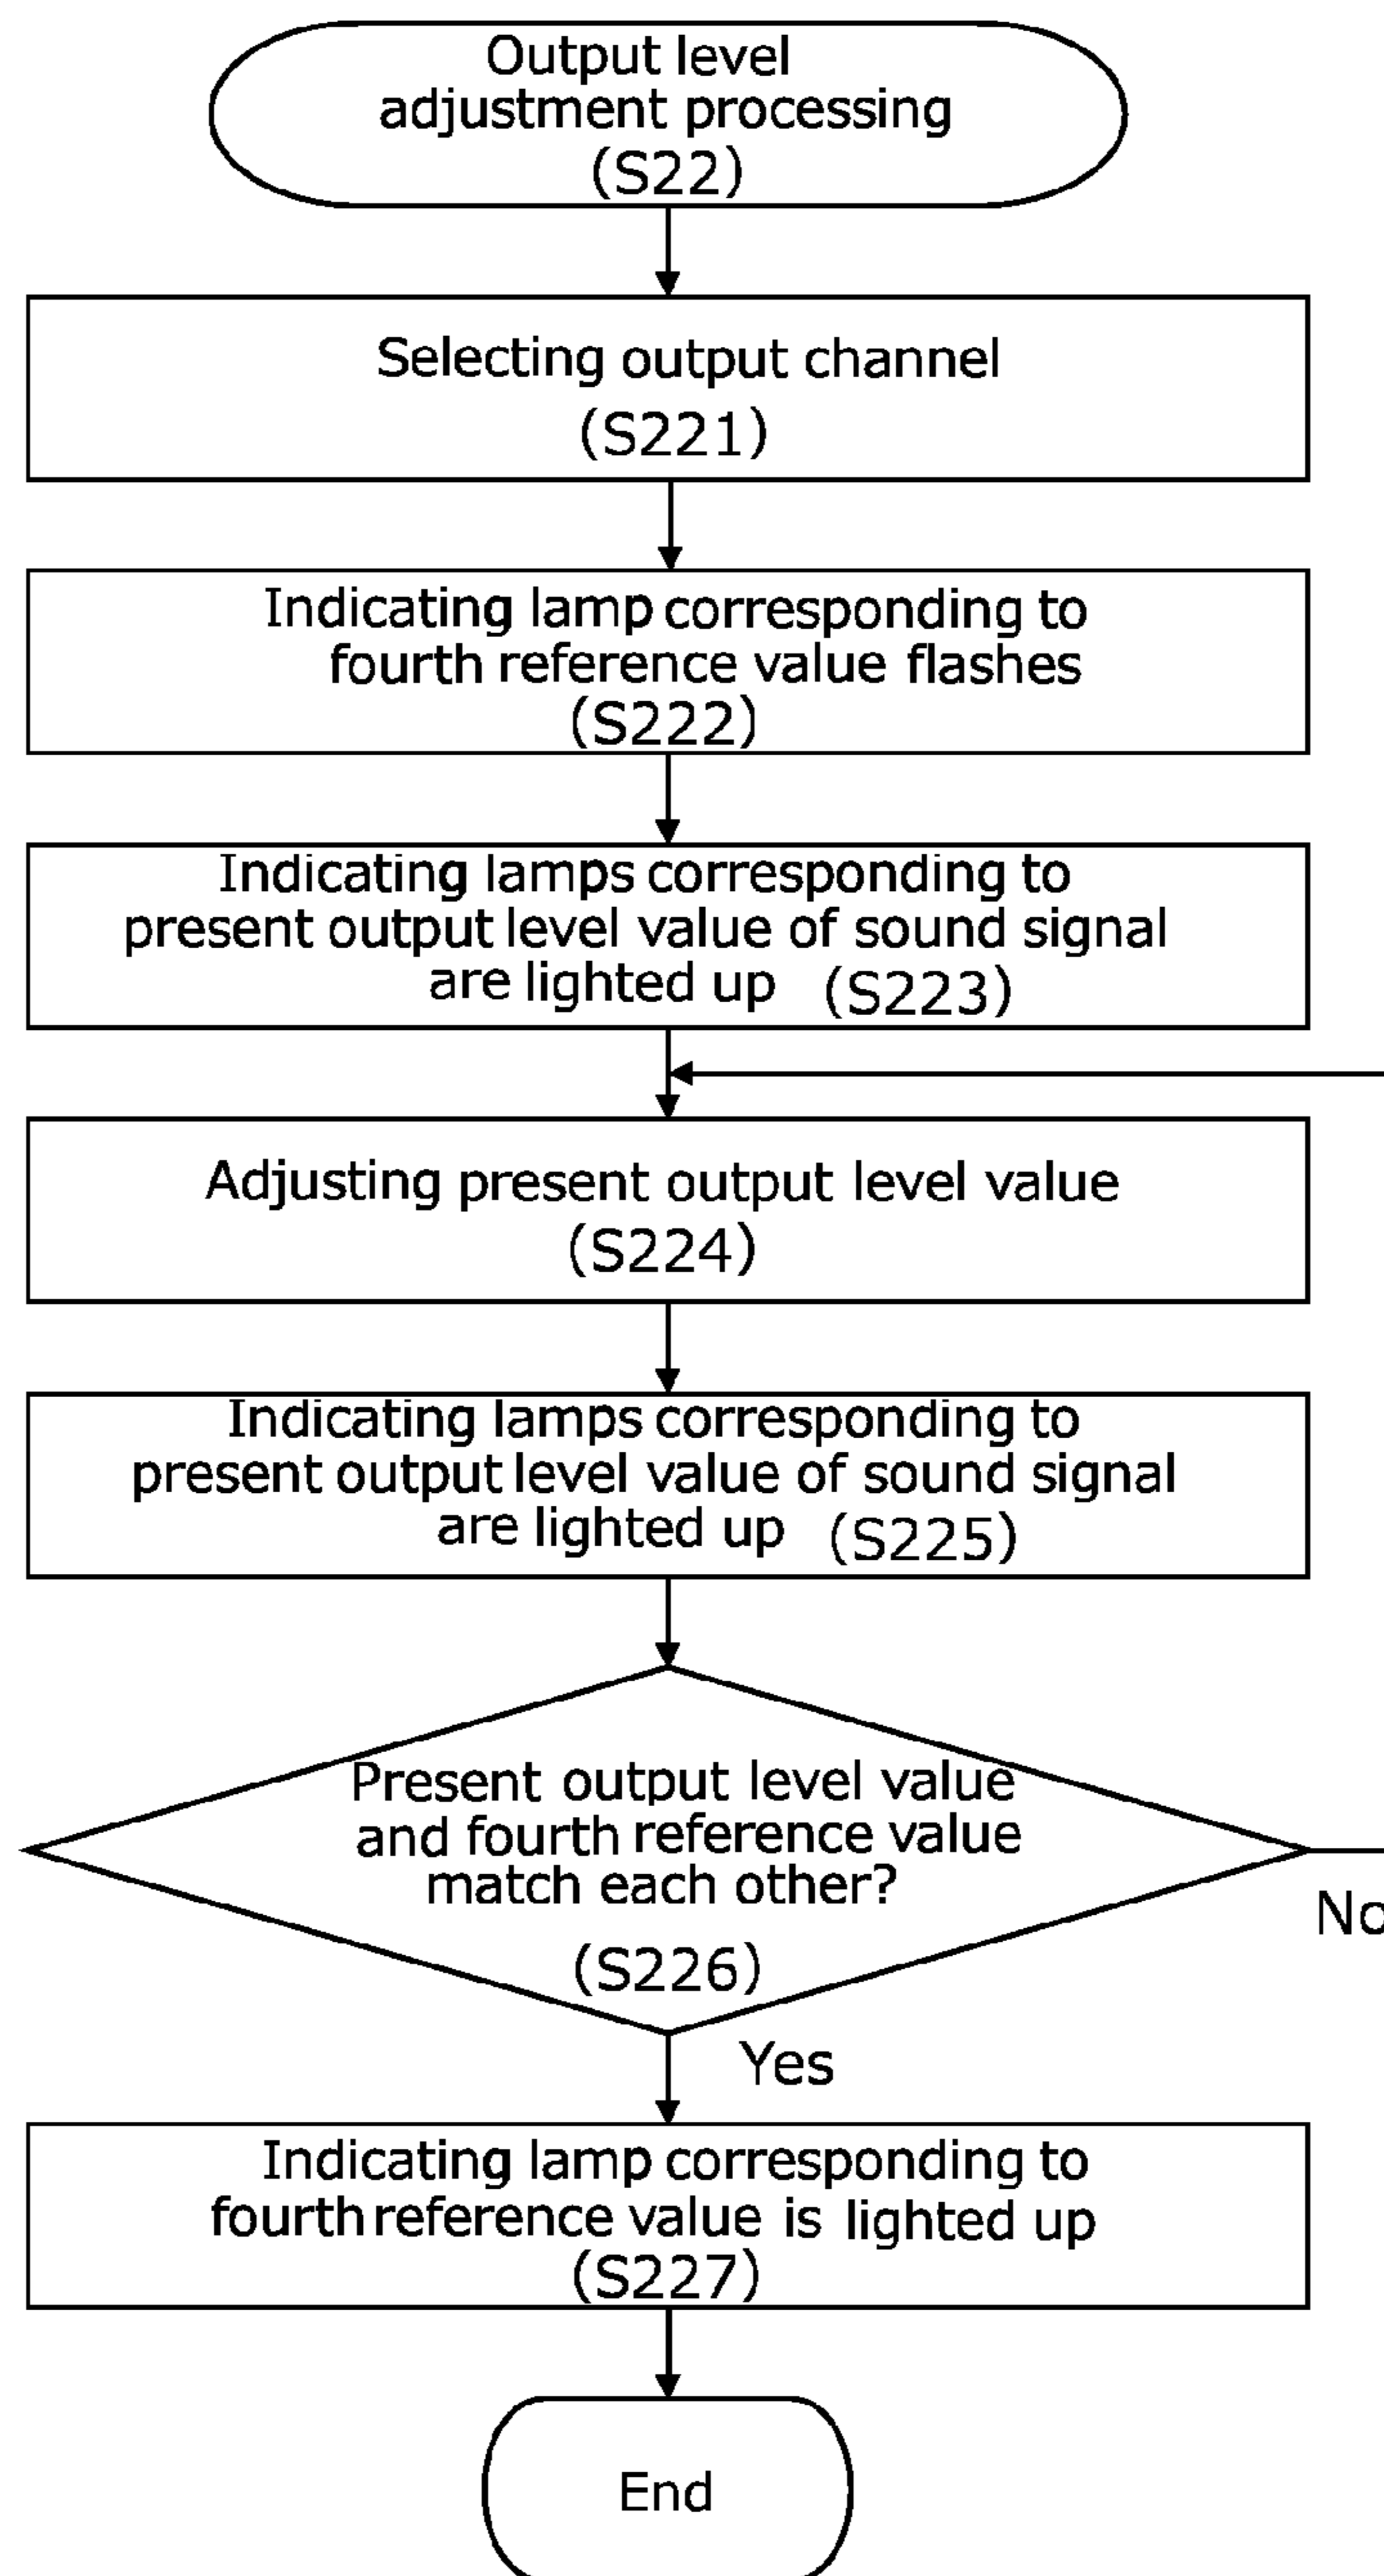 Output level
adjustment processing
(S22)
Selecting output channel
(S221)
Indicating lamp corresponding to
fourth reference value flashes
(S222)
Indicating lamps corresponding to
present output level value of sound signal
are lighted up (S223)
Adjusting present output level value
(S224)
Indicating lamps corresponding to
present output level value of sound signal
are lighted up (S225)
Present output level value
and fourth reference value
match each other?
(S226)
No
Yes
Indicating lamp corresponding to
fourth reference value is lighted up
(S227)
End